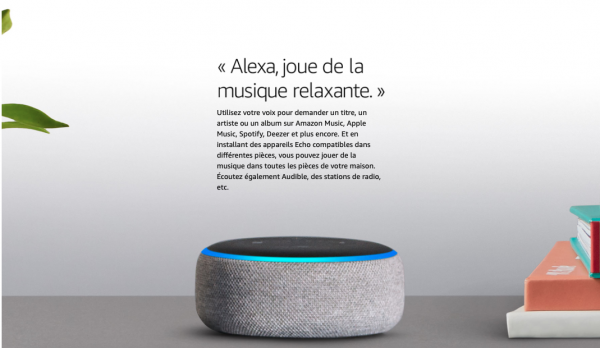 « Alexa, joue de la
musique relaxante. »
Utilisez votre voix pour demander un titre, un
artiste ou un album sur Amazon Music, Apple
Music, Spotify, Deezer et plus encore. Et en
installant des appareils Echo compatibles dans
différentes pièces, vous pouvez jouer de la
musique dans toutes les pièces de votre maison.
Écoutez également Audible, des stations de radio,
etc.